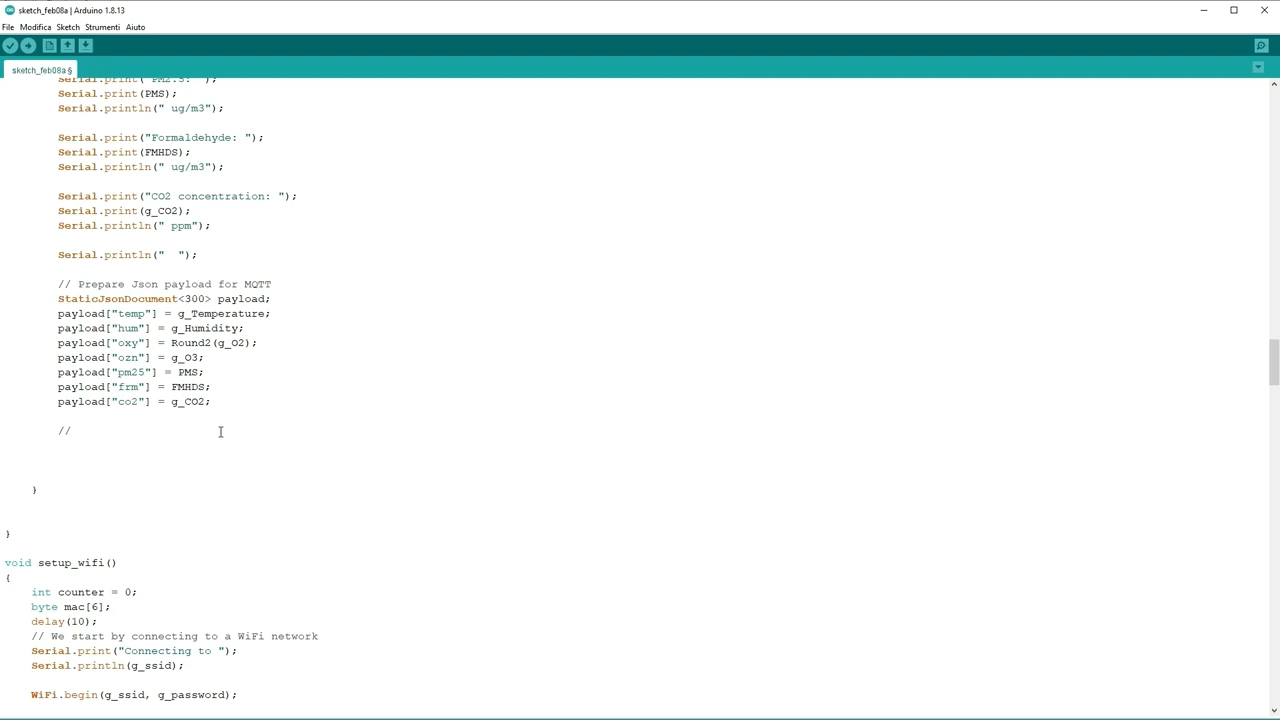 sketch_feb08a | Arduino 1.8.13
File Modifica Sketch Strumenti Aiuto
sketch_feb08a §
Serial.print("PM2.5: ");
Serial.print(PMS);
Serial.println(" ug/m3");
Serial.print("Formaldehyde: ");
Serial.print(FMHDS);
Serial.println(" ug/m3");
Serial.print("CO2 concentration: ");
Serial.print(g_CO2);
Serial.println(" ppm");
Serial.println("  ");
// Prepare Json payload for MQTT
StaticJsonDocument<300> payload;
payload["temp"] = g_Temperature;
payload["hum"] = g_Humidity;
payload["oxy"] = Round2(g_O2);
payload["ozn"] = g_O3;
payload["pm25"] = PMS;
payload["frm"] = FMHDS;
payload["co2"] = g_CO2;
//
}
}
void setup_wifi()
{
int counter = 0;
byte mac[6];
delay(10);
// We start by connecting to a WiFi network
Serial.print("Connecting to ");
Serial.println(g_ssid);
WiFi.begin(g_ssid, g_password);